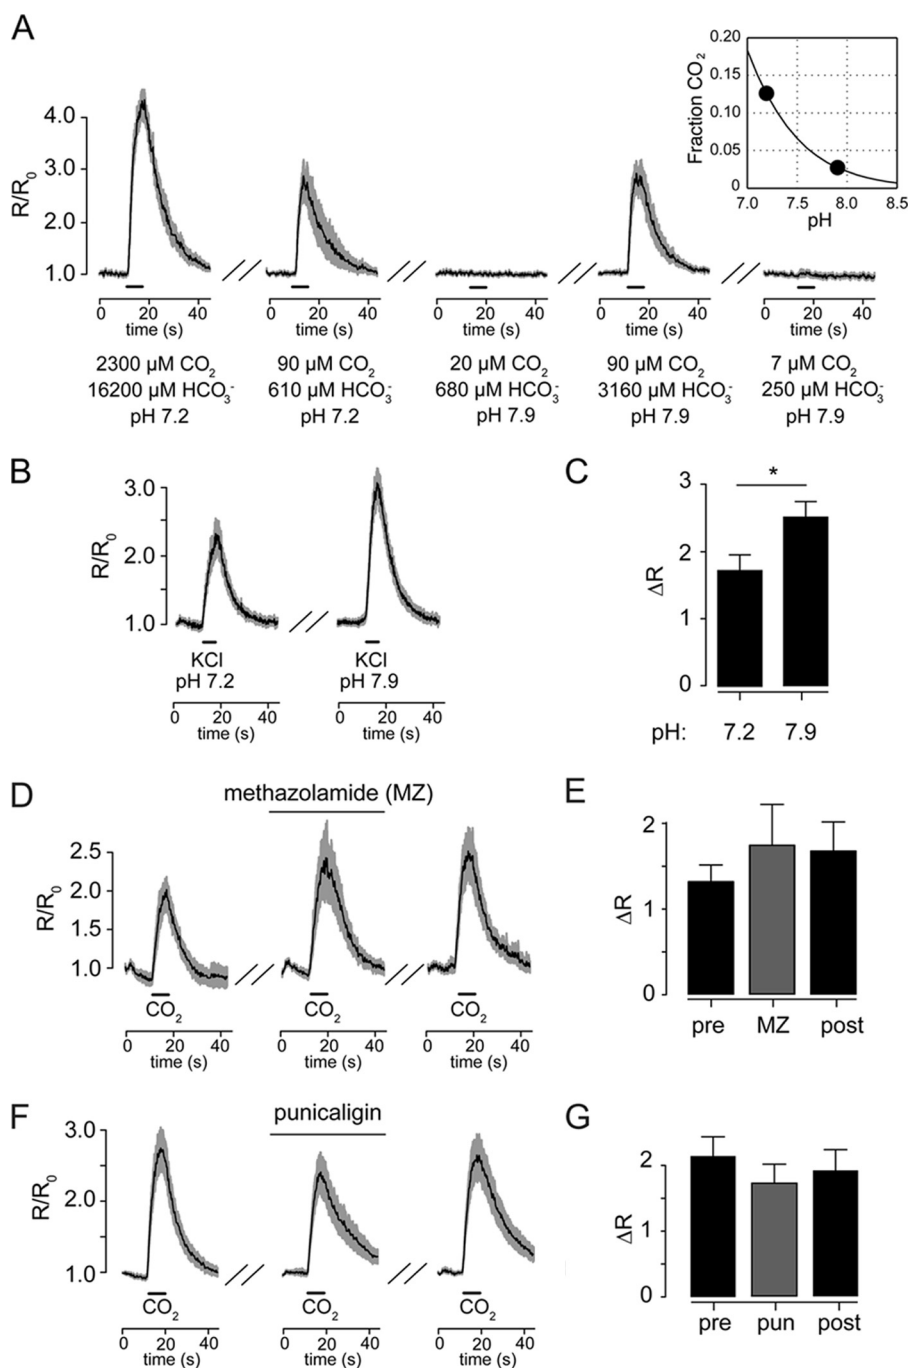 A
R/R0
4.0
3.0
2.0
1.0
0 20 40
time (s)
2300 µM CO2
16200 µM HCO3-
pH 7.2
0 20 40
time (s)
90 µM CO2
610 µM HCO3-
pH 7.2
0 20 40
time (s)
20 µM CO2
680 µM HCO3-
pH 7.9
0 20 40
time (s)
90 µM CO2
3160 µM HCO3-
pH 7.9
0 20 40
time (s)
7 µM CO2
250 µM HCO3-
pH 7.9
Fraction CO2
0.20
0.15
0.10
0.05
0
7.0 7.5 8.0 8.5
pH
B
R/R0
3.0
2.0
1.0
KCl
pH 7.2
0 20 40
time (s)
KCl
pH 7.9
0 20 40
time (s)
C
ΔR
3
2
1
0
*
pH: 7.2 7.9
D
methazolamide (MZ)
R/R0
2.5
2.0
1.5
1.0
CO2
0 20 40
time (s)
CO2
0 20 40
time (s)
CO2
0 20 40
time (s)
E
ΔR
2
1
0
pre MZ post
F
punicaligin
R/R0
3.0
2.0
1.0
CO2
0 20 40
time (s)
CO2
0 20 40
time (s)
CO2
0 20 40
time (s)
G
ΔR
2
1
0
pre pun post